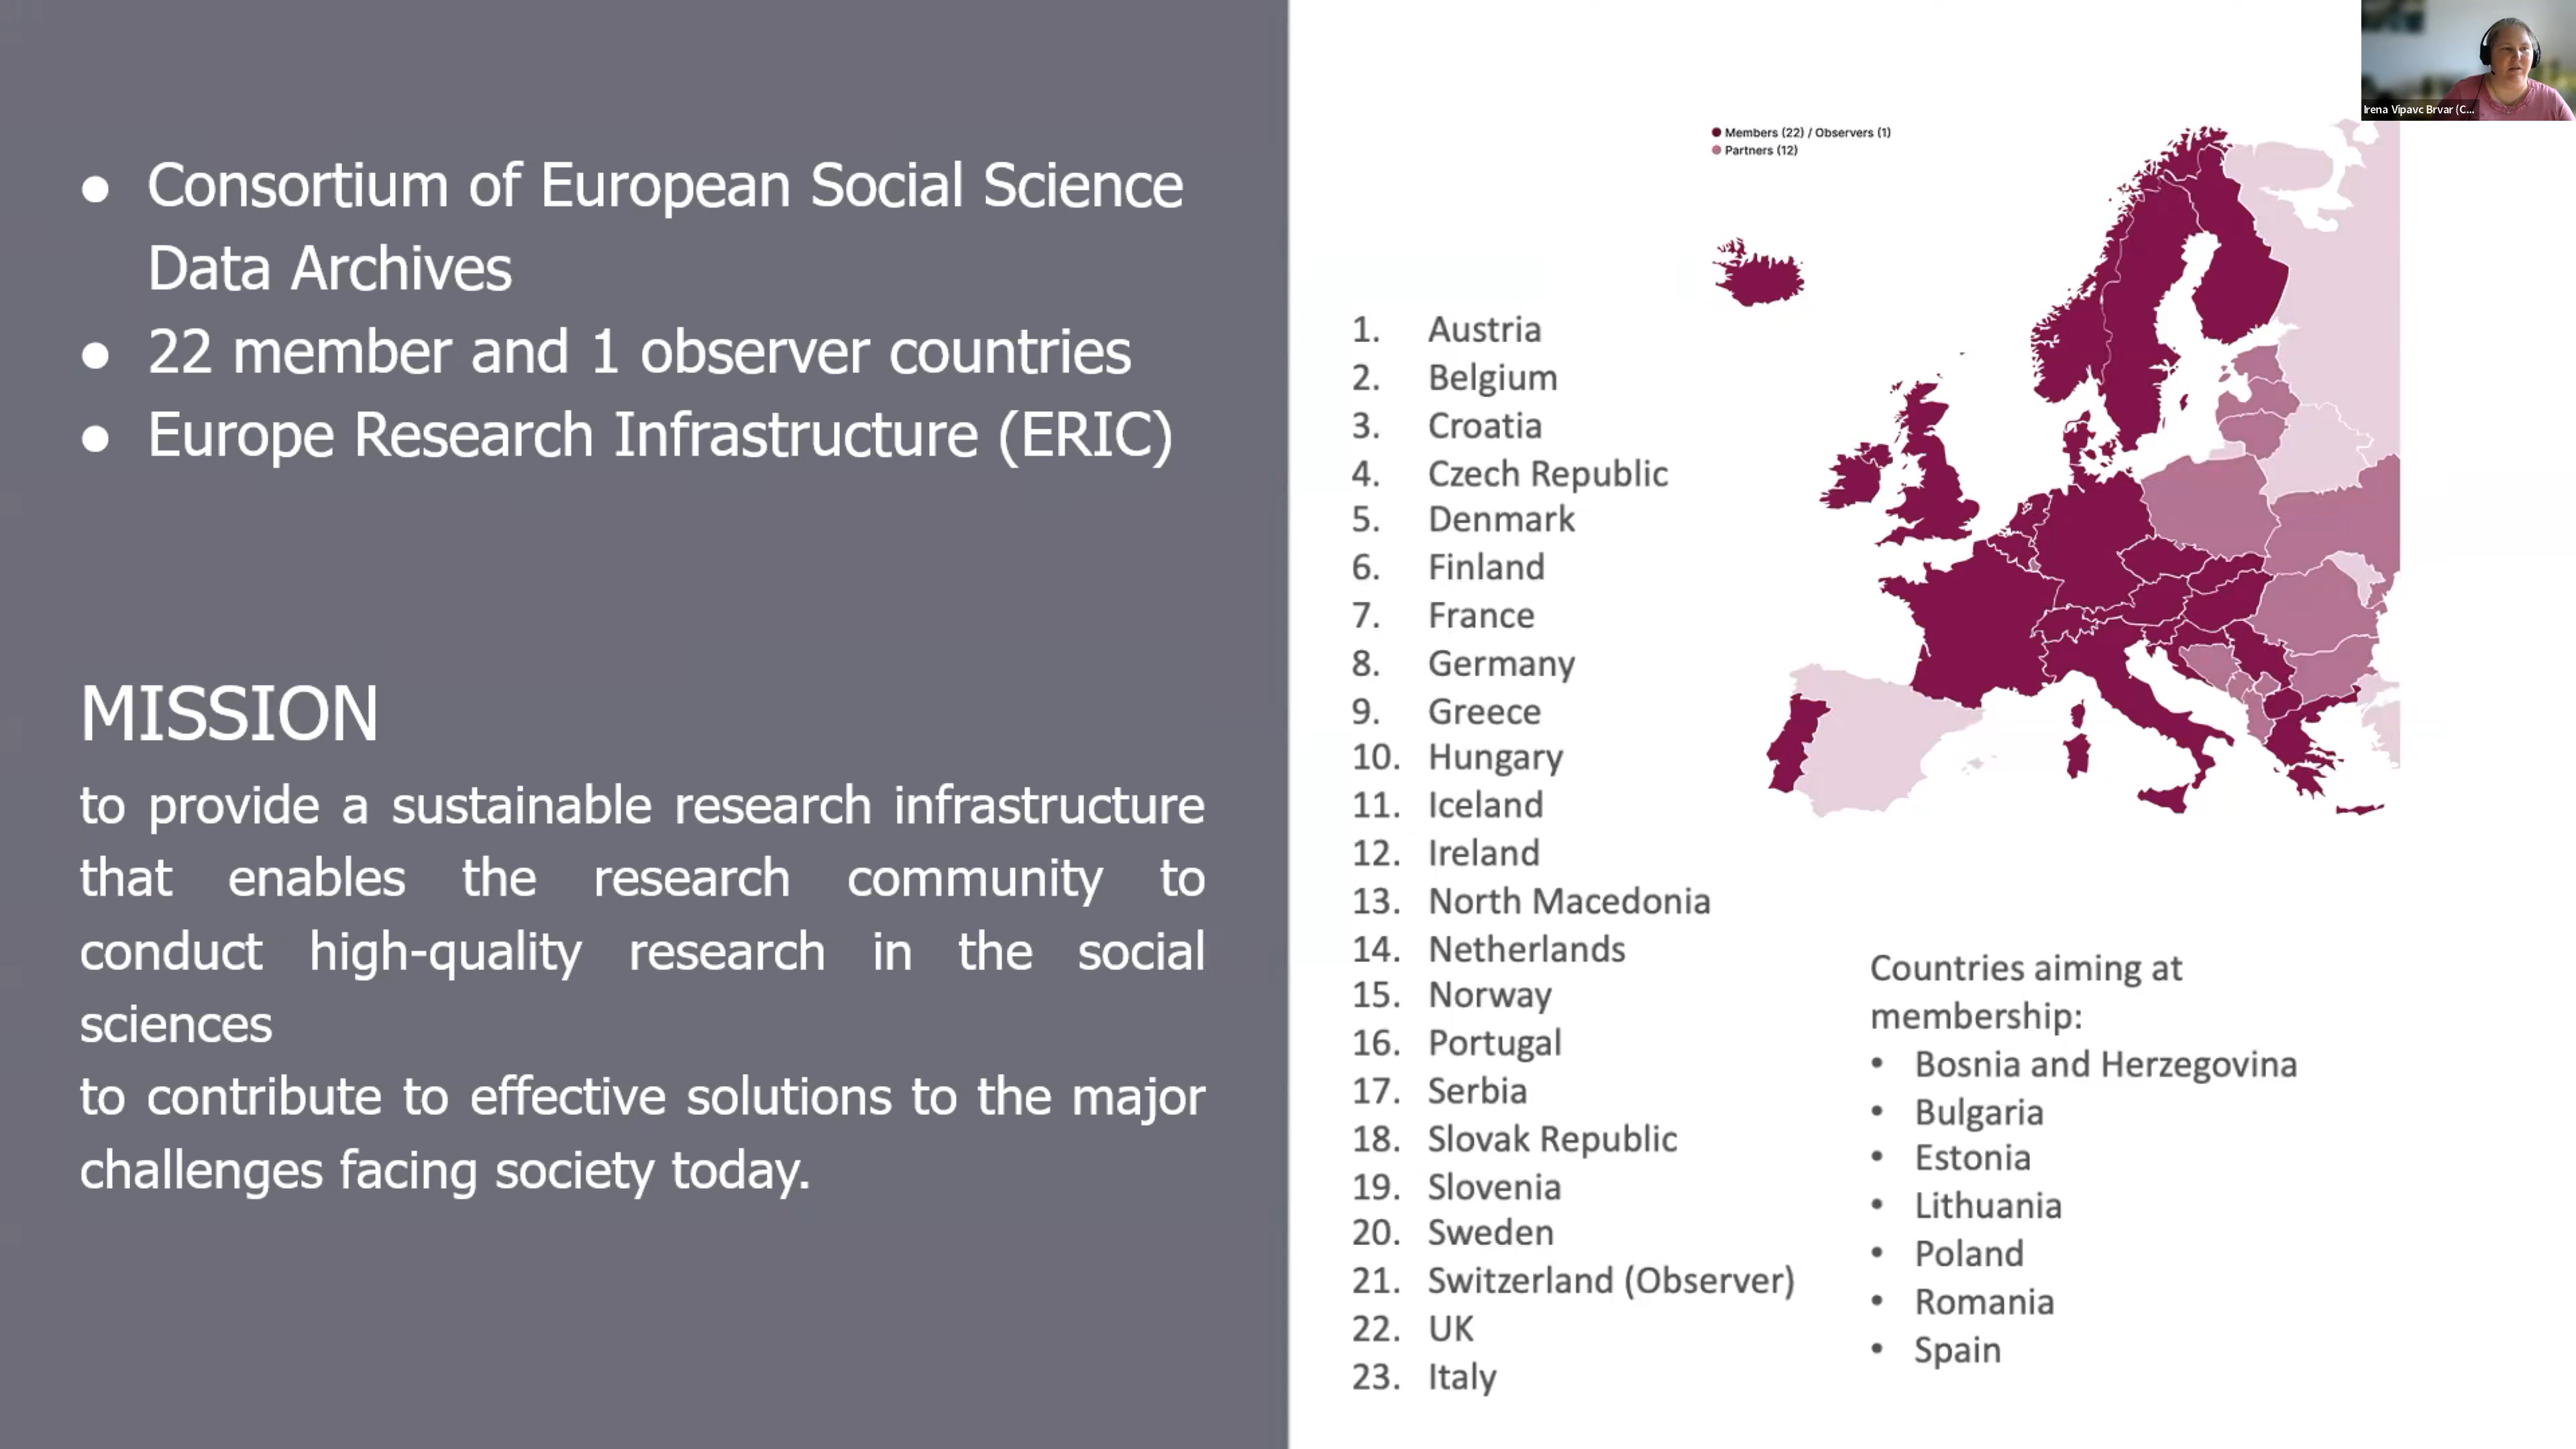 ● Consortium of European Social Science
Data Archives
● 22 member and 1 observer countries
● Europe Research Infrastructure (ERIC)
MISSION
to provide a sustainable research infrastructure
that enables the research community to
conduct high-quality research in the social
sciences
to contribute to effective solutions to the major
challenges facing society today.
Members (22) / Observers (1)
Partners (12)
1. Austria
2. Belgium
3. Croatia
4. Czech Republic
5. Denmark
6. Finland
7. France
8. Germany
9. Greece
10. Hungary
11. Iceland
12. Ireland
13. North Macedonia
14. Netherlands
15. Norway
16. Portugal
17. Serbia
18. Slovak Republic
19. Slovenia
20. Sweden
21. Switzerland (Observer)
22. UK
23. Italy
Countries aiming at
membership:
• Bosnia and Herzegovina
• Bulgaria
• Estonia
• Lithuania
• Poland
• Romania
• Spain
Irena Vipavc Brvar (C...